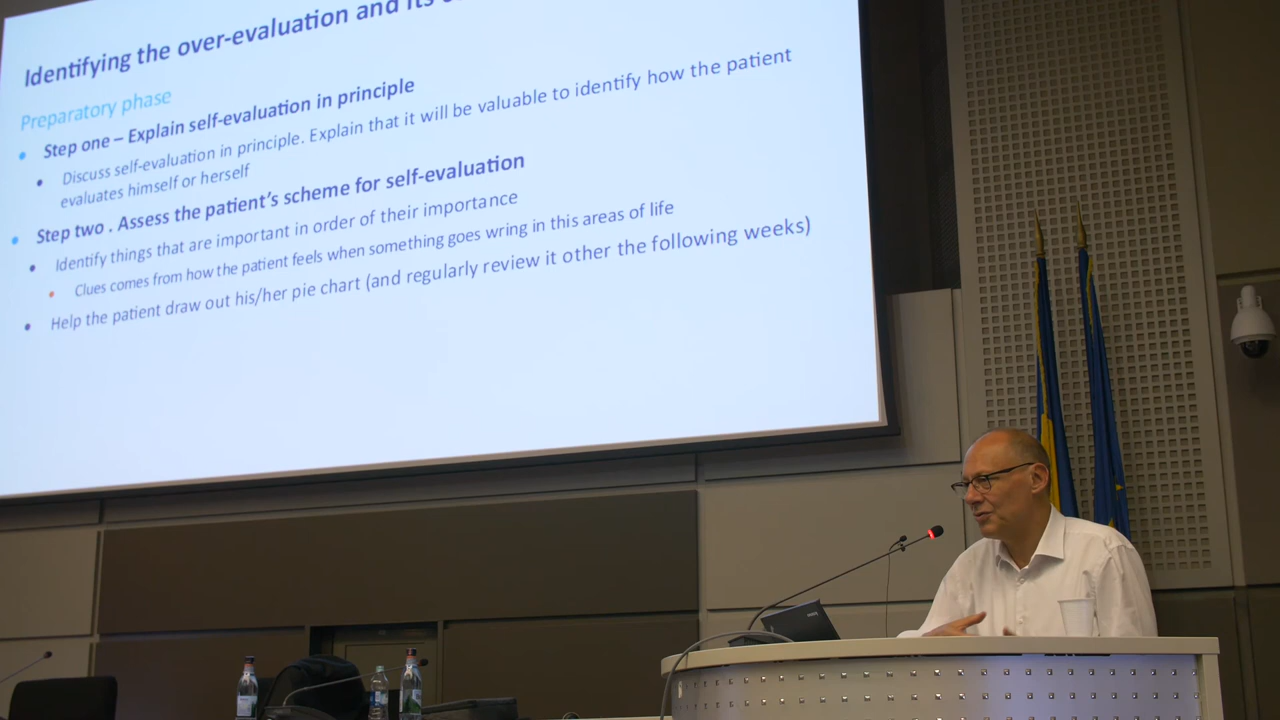 Identifying the over-evaluation and its
Preparatory phase
Step one – Explain self-evaluation in principle
Discuss self-evaluation in principle. Explain that it will be valuable to identify how the patient
evaluates himself or herself
Step two . Assess the patient's scheme for self-evaluation
Identify things that are important in order of their importance
Clues comes from how the patient feels when something goes wring in this areas of life
Help the patient draw out his/her pie chart (and regularly review it other the following weeks)